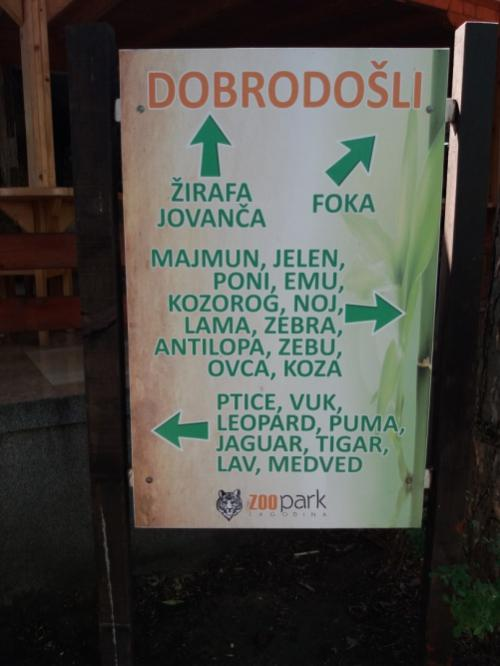 DOBRODOŠLI
ŽIRAFA
JOVANČA
FOKA
MAJMUN, JELEN,
PONI, EMU,
KOZOROG, NOJ,
LAMA, ZEBRA,
ANTILOPA, ZEBU,
OVCA, KOZA
PTICE, VUK,
LEOPARD, PUMA,
JAGUAR, TIGAR,
LAV, MEDVED
ZOOpark
JAGODINA